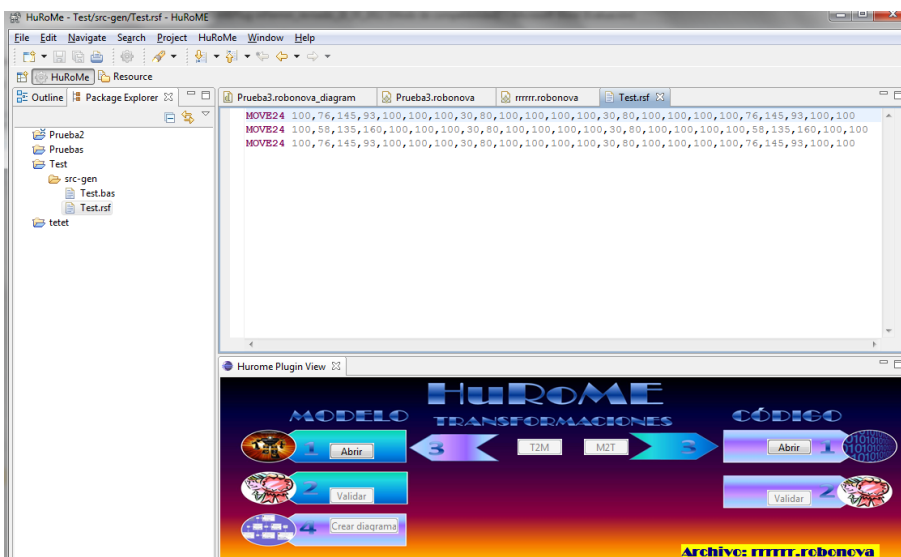 HuRoMe - Test/src-gen/Test.rsf - HuRoME
File Edit Navigate Search Project HuRoMe Window Help
HuRoMe Resource
Outline Package Explorer
Prueba3.robonova_diagram Prueba3.robonova rrrrrr.robonova Test.rsf
Prueba2
Pruebas
Test
src-gen
Test.bas
Test.rsf
tetet
MOVE24 100,76,145,93,100,100,100,30,80,100,100,100,100,30,80,100,100,100,100,76,145,93,100,100
MOVE24 100,58,135,160,100,100,100,30,80,100,100,100,100,30,80,100,100,100,100,58,135,160,100,100
MOVE24 100,76,145,93,100,100,100,30,80,100,100,100,100,30,80,100,100,100,100,76,145,93,100,100
Hurome Plugin View
HuRoME
MODELO TRANSFORMACIONES CÓDIGO
1 Abrir 3 T2M M2T 3 Abrir 1
2 Validar Validar 2
4 Crear diagrama
Archivo: rrrrrr.robonova